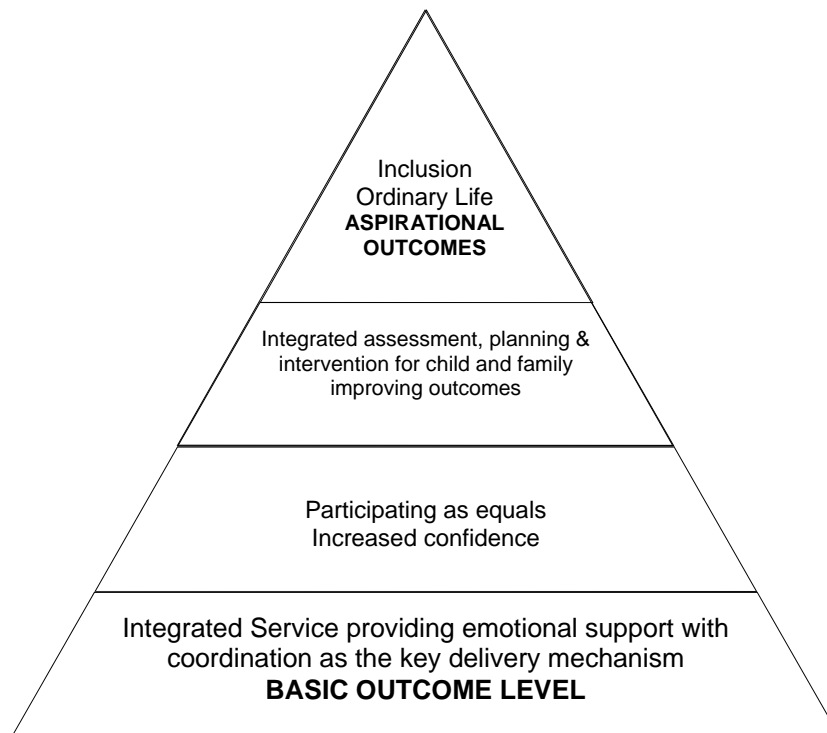 Inclusion
Ordinary Life
ASPIRATIONAL
OUTCOMES
Integrated assessment, planning &
intervention for child and family
improving outcomes
Participating as equals
Increased confidence
Integrated Service providing emotional support with
coordination as the key delivery mechanism
BASIC OUTCOME LEVEL